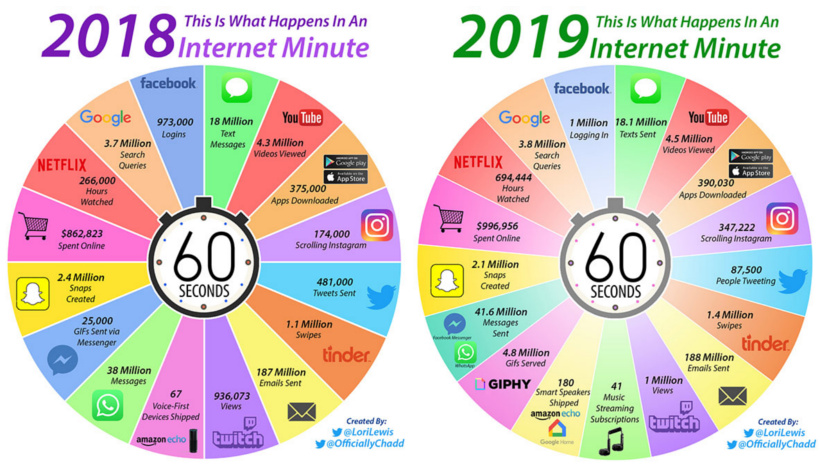 2018 This Is What Happens In An
Internet Minute
facebook
973,000
Logins
18 Million
Text
Messages
YouTube
4.3 Million
Videos Viewed
Google play
App Store
375,000
Apps Downloaded
174,000
Scrolling Instagram
481,000
Tweets Sent
1.1 Million
Swipes
tinder
187 Million
Emails Sent
936,073
Views
twitch
67
Voice-First
Devices Shipped
amazon echo
38 Million
Messages
25,000
GIFs Sent via
Messenger
2.4 Million
Snaps
Created
$862,823
Spent Online
NETFLIX
266,000
Hours
Watched
Google
3.7 Million
Search
Queries
60
SECONDS
Created By:
@LoriLewis
@OfficiallyChadd
2019 This Is What Happens In An
Internet Minute
facebook
1 Million
Logging In
18.1 Million
Texts Sent
YouTube
4.5 Million
Videos Viewed
Google play
App Store
390,030
Apps Downloaded
347,222
Scrolling Instagram
87,500
People Tweeting
1.4 Million
Swipes
tinder
188 Million
Emails Sent
1 Million
Views
twitch
41
Music
Streaming
Subscriptions
180
Smart Speakers
Shipped
amazon echo
Google Home
4.8 Million
Gifs Served
GIPHY
41.6 Million
Messages
Sent
Facebook Messenger
WhatsApp
2.1 Million
Snaps
Created
$996,956
Spent Online
NETFLIX
694,444
Hours
Watched
Google
3.8 Million
Search
Queries
60
SECONDS
Created By:
@LoriLewis
@OfficiallyChadd